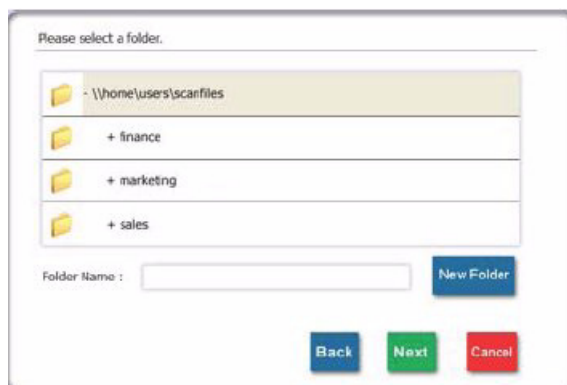 Please select a folder.
- \\home\users\scanfiles
+ finance
+ marketing
+ sales
Folder Name : New Folder
Back Next Cancel